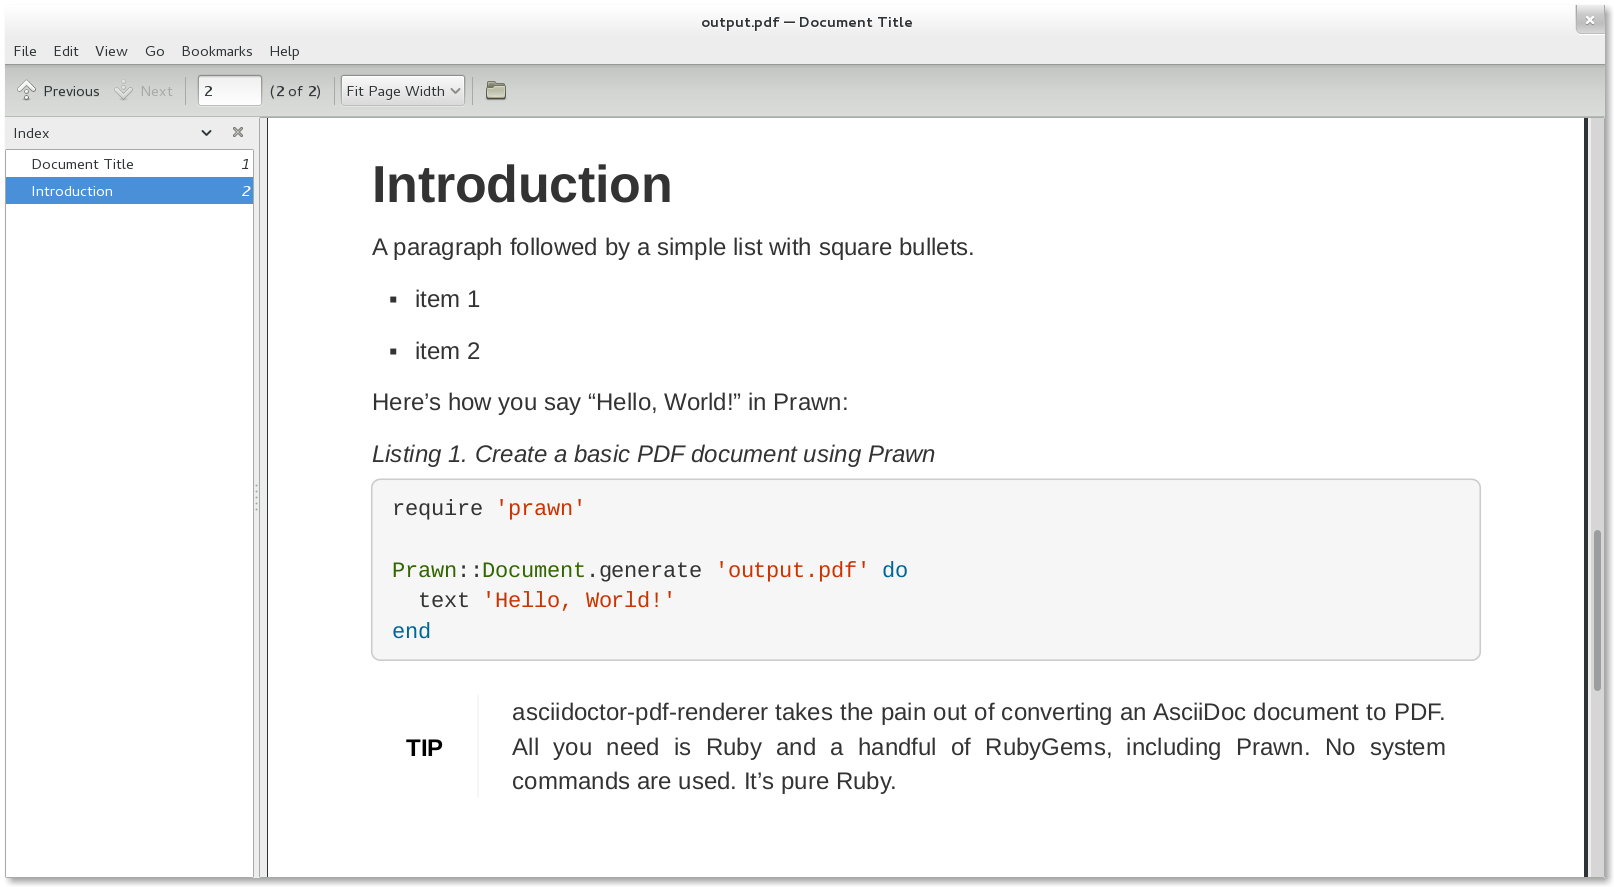 output.pdf — Document Title
File Edit View Go Bookmarks Help
Previous Next 2 (2 of 2) Fit Page Width
Index
Document Title 1
Introduction 2
Introduction
A paragraph followed by a simple list with square bullets.
▪ item 1
▪ item 2
Here’s how you say “Hello, World!” in Prawn:
Listing 1. Create a basic PDF document using Prawn
require 'prawn'
Prawn::Document.generate 'output.pdf' do
  text 'Hello, World!'
end
asciidoctor-pdf-renderer takes the pain out of converting an AsciiDoc document to PDF.
TIP All you need is Ruby and a handful of RubyGems, including Prawn. No system
commands are used. It’s pure Ruby.